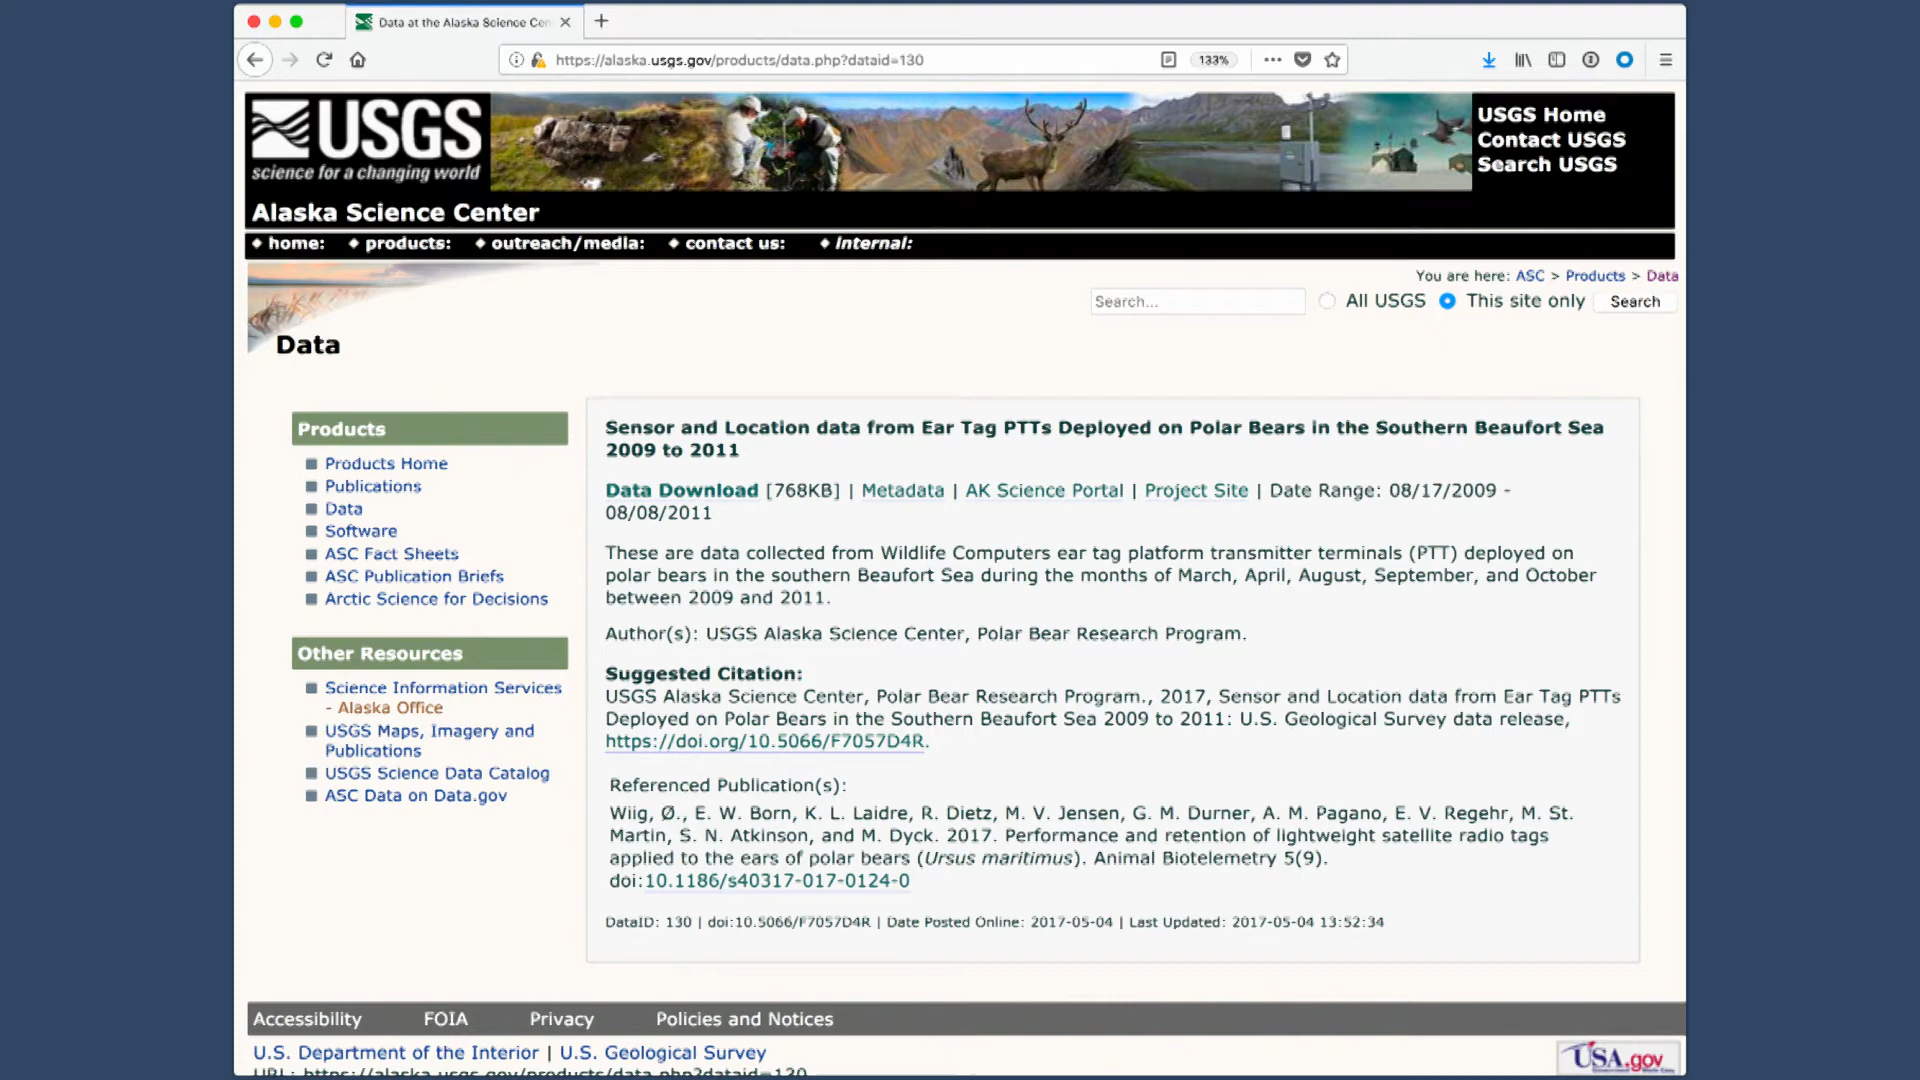 Data at the Alaska Science Cen
https://alaska.usgs.gov/products/data.php?dataid=130
133%
USGS
science for a changing world
USGS Home
Contact USGS
Search USGS
Alaska Science Center
home: products: outreach/media: contact us: internal:
You are here: ASC > Products > Data
Search... All USGS This site only Search
Data
Products
Products Home
Publications
Data
Software
ASC Fact Sheets
ASC Publication Briefs
Arctic Science for Decisions
Other Resources
Science Information Services
- Alaska Office
USGS Maps, Imagery and
Publications
USGS Science Data Catalog
ASC Data on Data.gov
Sensor and Location data from Ear Tag PTTs Deployed on Polar Bears in the Southern Beaufort Sea
2009 to 2011
Data Download [768KB] | Metadata | AK Science Portal | Project Site | Date Range: 08/17/2009 -
08/08/2011
These are data collected from Wildlife Computers ear tag platform transmitter terminals (PTT) deployed on
polar bears in the southern Beaufort Sea during the months of March, April, August, September, and October
between 2009 and 2011.
Author(s): USGS Alaska Science Center, Polar Bear Research Program.
Suggested Citation:
USGS Alaska Science Center, Polar Bear Research Program., 2017, Sensor and Location data from Ear Tag PTTs
Deployed on Polar Bears in the Southern Beaufort Sea 2009 to 2011: U.S. Geological Survey data release,
https://doi.org/10.5066/F7057D4R.
Referenced Publication(s):
Wiig, Ø., E. W. Born, K. L. Laidre, R. Dietz, M. V. Jensen, G. M. Durner, A. M. Pagano, E. V. Regehr, M. St.
Martin, S. N. Atkinson, and M. Dyck. 2017. Performance and retention of lightweight satellite radio tags
applied to the ears of polar bears (Ursus maritimus). Animal Biotelemetry 5(9).
doi:10.1186/s40317-017-0124-0
DataID: 130 | doi:10.5066/F7057D4R | Date Posted Online: 2017-05-04 | Last Updated: 2017-05-04 13:52:34
Accessibility FOIA Privacy Policies and Notices
U.S. Department of the Interior | U.S. Geological Survey
URL: https://alaska.usgs.gov/products/data.php?dataid=130
USA.gov